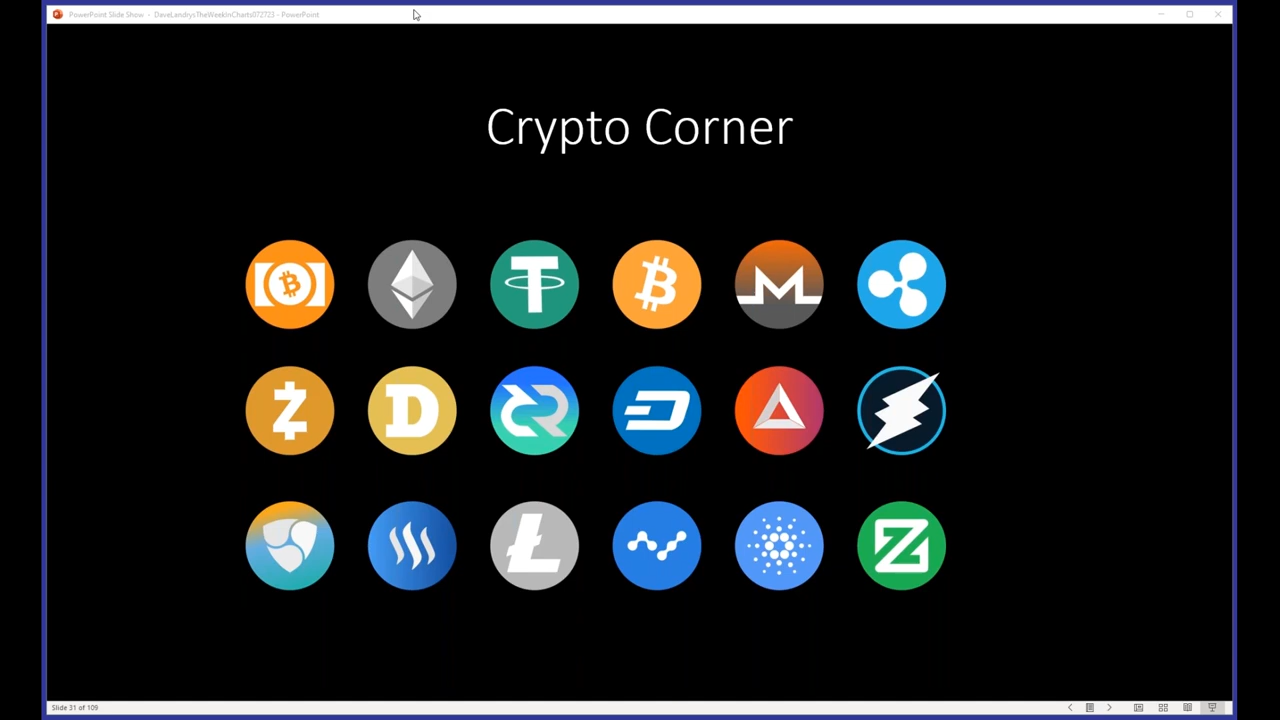 PowerPoint Slide Show - DaveLandrysTheWeekInCharts072723 - PowerPoint
Crypto Corner
Slide 31 of 109